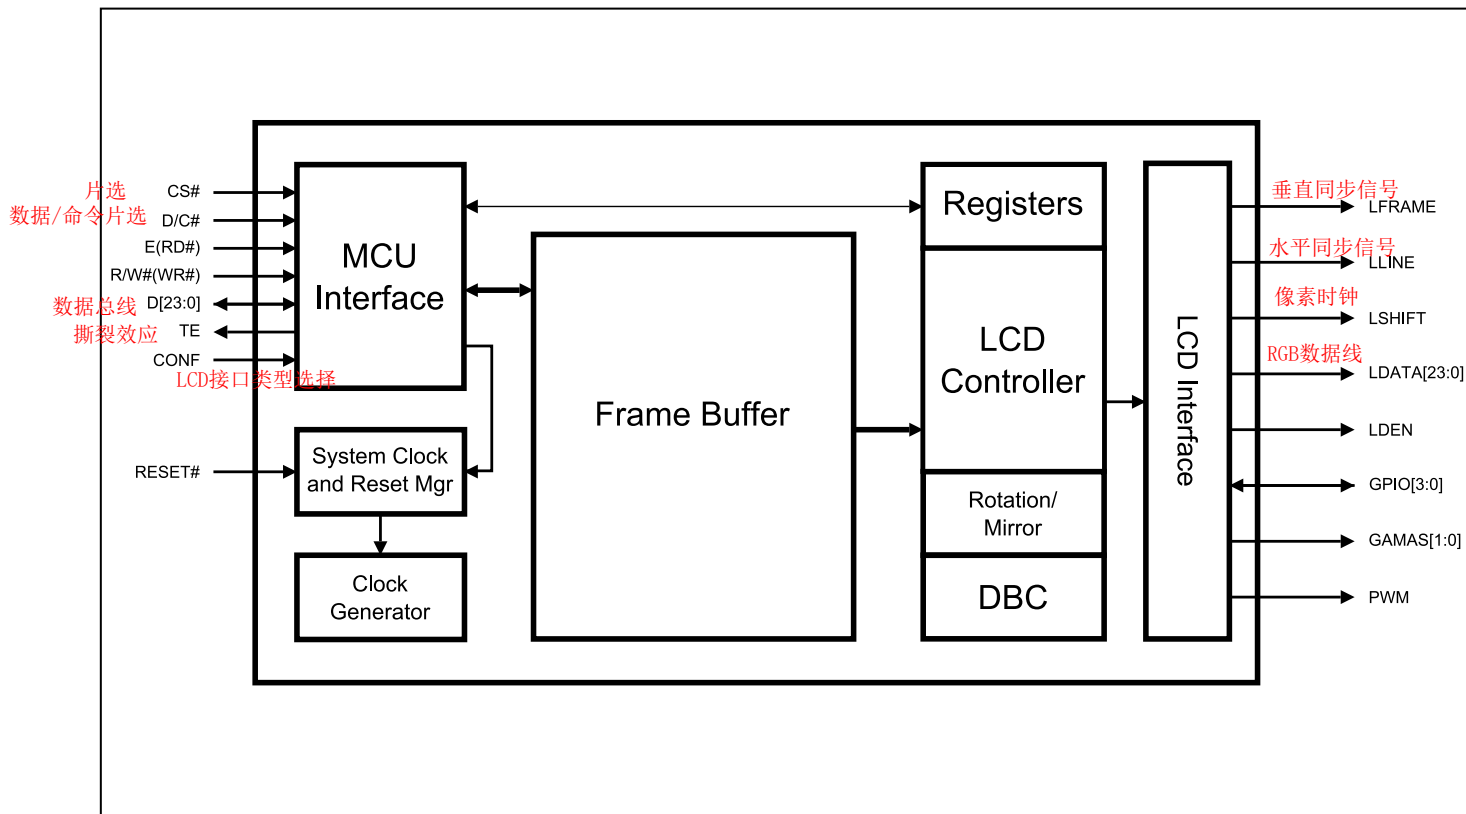 片选
CS#
数据/命令片选
D/C#
E(RD#)
R/W#(WR#)
数据总线
D[23:0]
撕裂效应
TE
CONF
LCD接口类型选择
RESET#
MCU
Interface
System Clock
and Reset Mgr
Clock
Generator
Frame Buffer
Registers
LCD
Controller
Rotation/
Mirror
DBC
LCD Interface
垂直同步信号
LFRAME
水平同步信号
LLINE
像素时钟
LSHIFT
RGB数据线
LDATA[23:0]
LDEN
GPIO[3:0]
GAMAS[1:0]
PWM